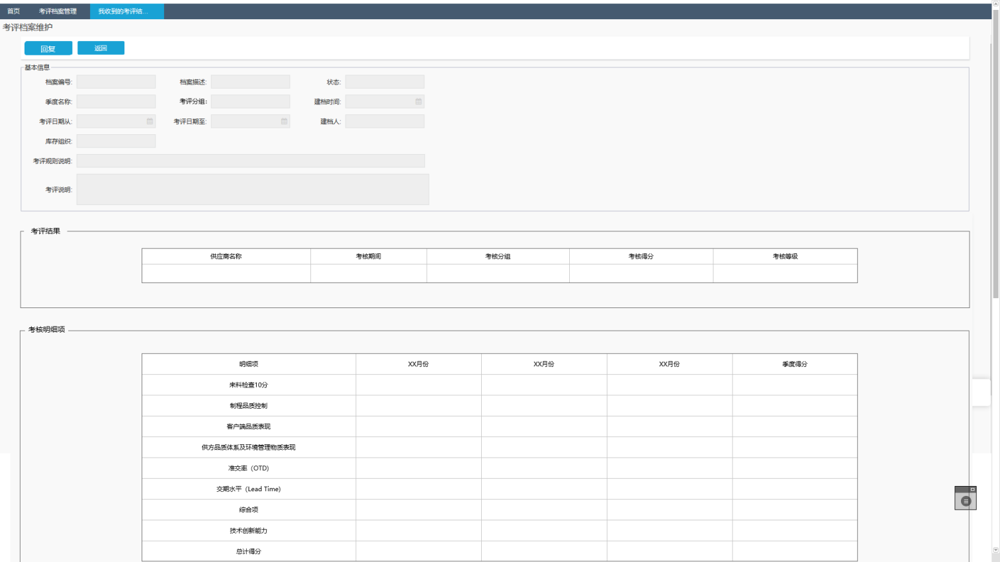 首页 考评档案管理 我收到的考评结...
考评档案维护
回复 返回
基本信息
档案编号: 档案描述: 状态:
季度名称: 考评分组: 建档时间:
考评日期从: 考评日期至: 建档人:
库存组织:
考评规则说明:
考评说明:
考评结果
供应商名称 考核期间 考核分组 考核得分 考核等级
考核明细项
明细项 XX月份 XX月份 XX月份 季度得分
来料检查10分
制程品质控制
客户端品质表现
供方品质体系及环境管理物质表现
准交率（OTD)
交期水平（Lead Time)
综合项
技术创新能力
总计得分